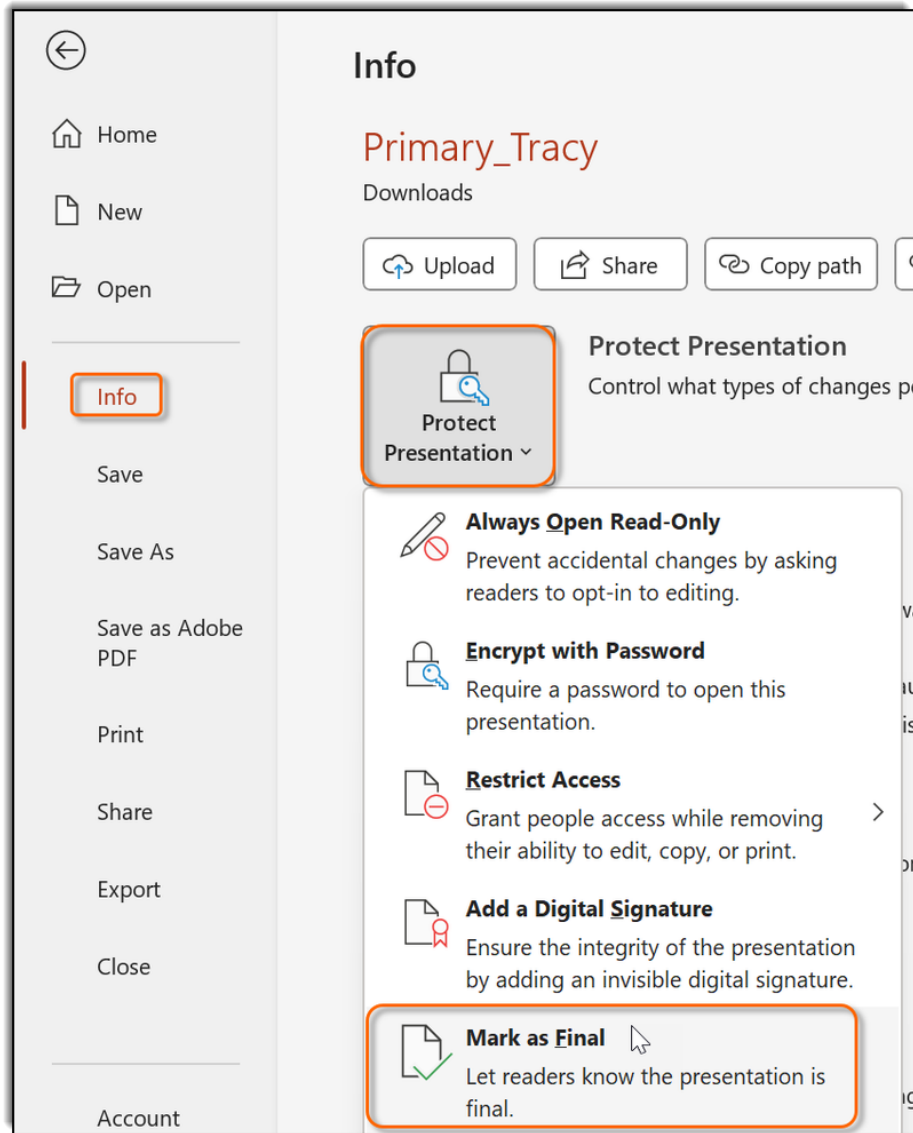 Info
Home
New
Open
Info
Save
Save As
Save as Adobe
PDF
Print
Share
Export
Close
Account
Primary_Tracy
Downloads
Upload
Share
Copy path
Protect
Presentation
Protect Presentation
Control what types of changes
Always Open Read-Only
Prevent accidental changes by asking
readers to opt-in to editing.
Encrypt with Password
Require a password to open this
presentation.
Restrict Access
Grant people access while removing
their ability to edit, copy, or print.
Add a Digital Signature
Ensure the integrity of the presentation
by adding an invisible digital signature.
Mark as Final
Let readers know the presentation is
final.